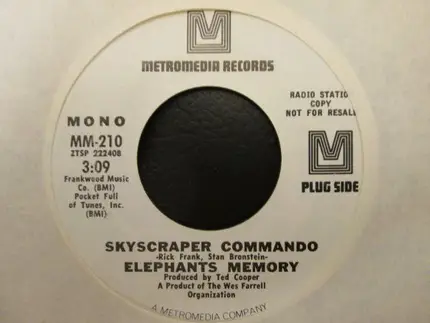 METROMEDIA RECORDS
RADIO STATIO
COPY
NOT FOR RESALE
MONO
MM-210
ZTSP 222408
3:09
Frankwood Music
Co. (BMI)
Pocket Full
of Tunes, Inc.
(BMI)
PLUG SIDE
SKYSCRAPER COMMANDO
-Rick Frank, Stan Bronstein-
ELEPHANTS MEMORY
Produced by Ted Cooper
A Product of The Wes Farrell
Organization
A METROMEDIA COMPANY